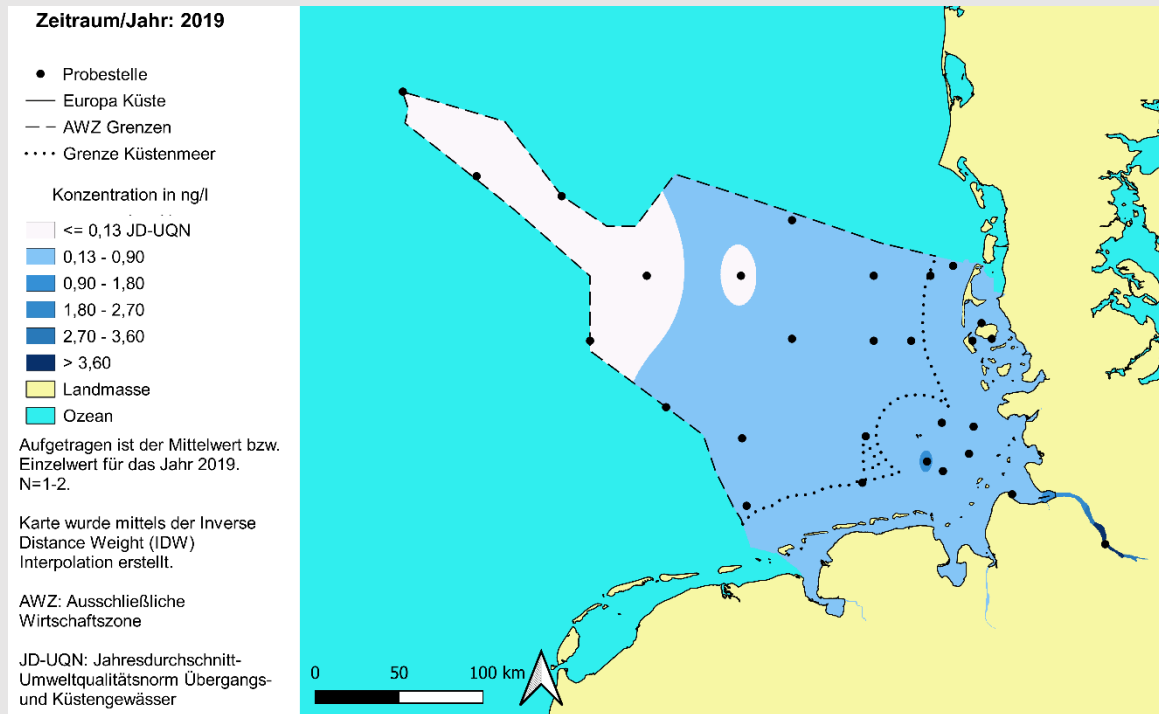 Zeitraum/Jahr: 2019
Probestelle
Europa Küste
AWZ Grenzen
Grenze Küstenmeer
Konzentration in ng/l
<= 0,13 JD-UQN
0,13 - 0,90
0,90 - 1,80
1,80 - 2,70
2,70 - 3,60
> 3,60
Landmasse
Ozean
Aufgetragen ist der Mittelwert bzw.
Einzelwert für das Jahr 2019.
N=1-2.
Karte wurde mittels der Inverse
Distance Weight (IDW)
Interpolation erstellt.
AWZ: Ausschließliche
Wirtschaftszone
JD-UQN: Jahresdurchschnitt-
Umweltqualitätsnorm Übergangs-
und Küstengewässer
0 50 100 km